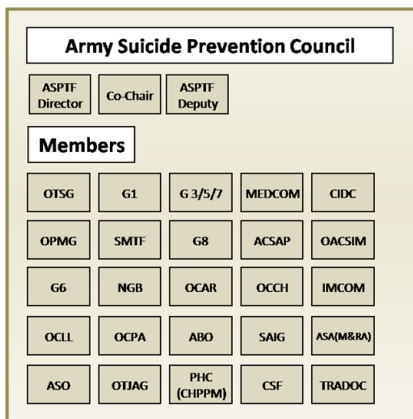 Army Suicide Prevention Council
ASPTF Director
Co-Chair
ASPTF Deputy
Members
OTSG
G1
G 3/5/7
MEDCOM
CIDC
OPMG
SMTF
G8
ACSAP
OACSIM
G6
NGB
OCAR
OCCH
IMCOM
OCLL
OCPA
ABO
SAIG
ASA(M&RA)
ASO
OTJAG
PHC
(CHPPM)
CSF
TRADOC